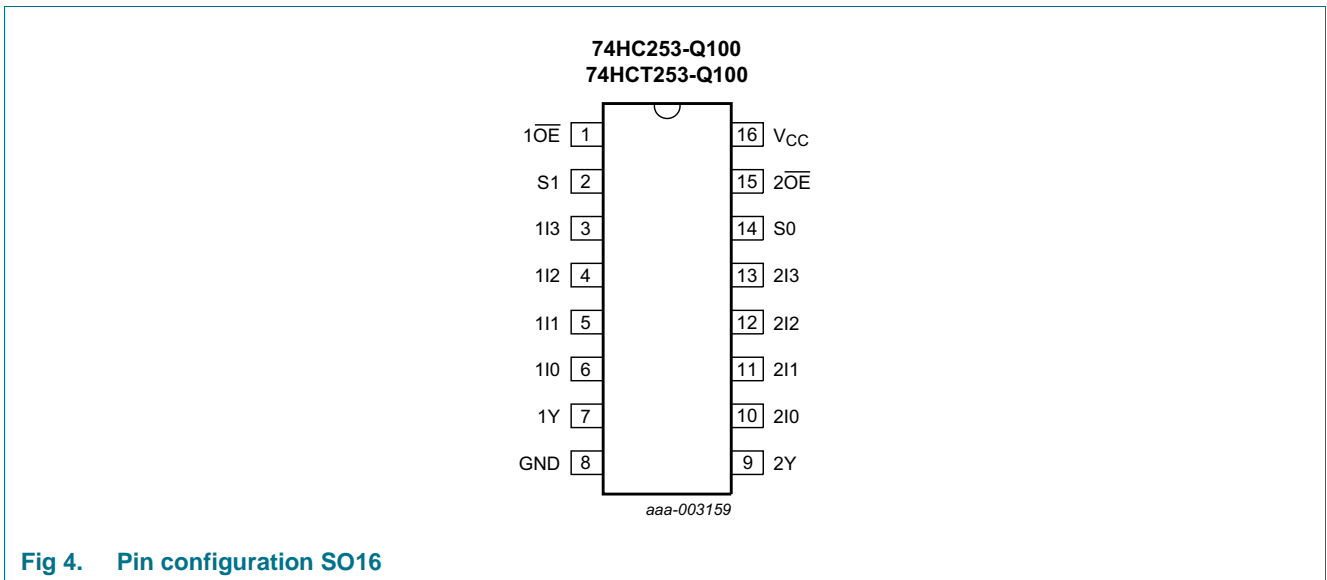 74HC253-Q100
74HCT253-Q100
1O̅E̅ 1 16 VCC
S1 2 15 2O̅E̅
1I3 3 14 S0
1I2 4 13 2I3
1I1 5 12 2I2
1I0 6 11 2I1
1Y 7 10 2I0
GND 8 9 2Y
aaa-003159
Fig 4. Pin configuration SO16